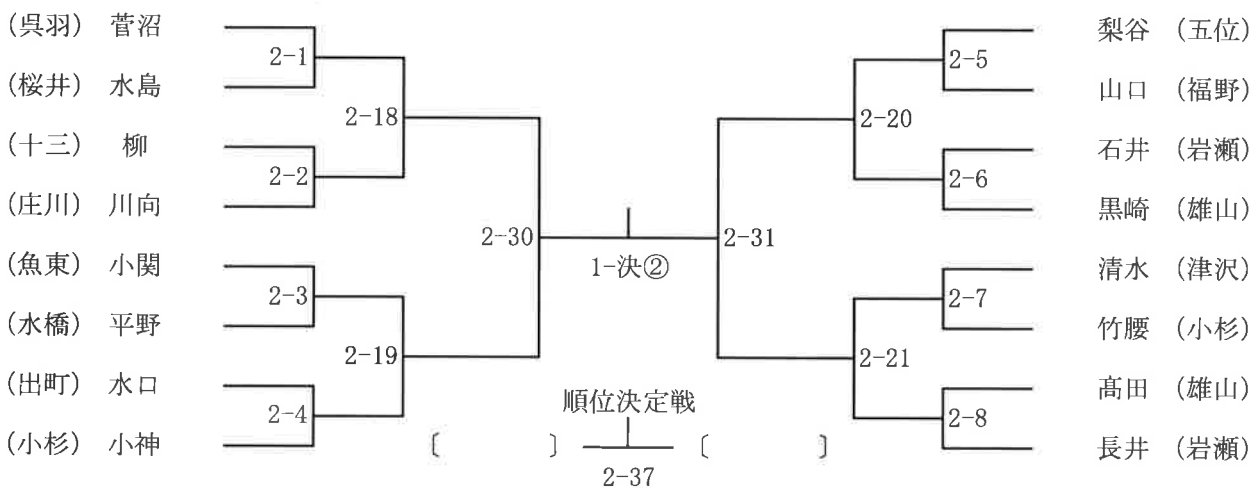 (呉羽) 菅沼
2-1
(桜井) 水島
2-18
(十三) 柳
2-2
(庄川) 川向
2-30
(魚東) 小関
2-3
(水橋) 平野
2-19
(出町) 水口
2-4
(小杉) 小神
1-決②
順位決定戦
〔 〕 〔 〕
2-37
梨谷 (五位)
2-5
山口 (福野)
2-20
石井 (岩瀬)
2-6
黒崎 (雄山)
2-31
清水 (津沢)
2-7
竹腰 (小杉)
2-21
髙田 (雄山)
2-8
長井 (岩瀬)